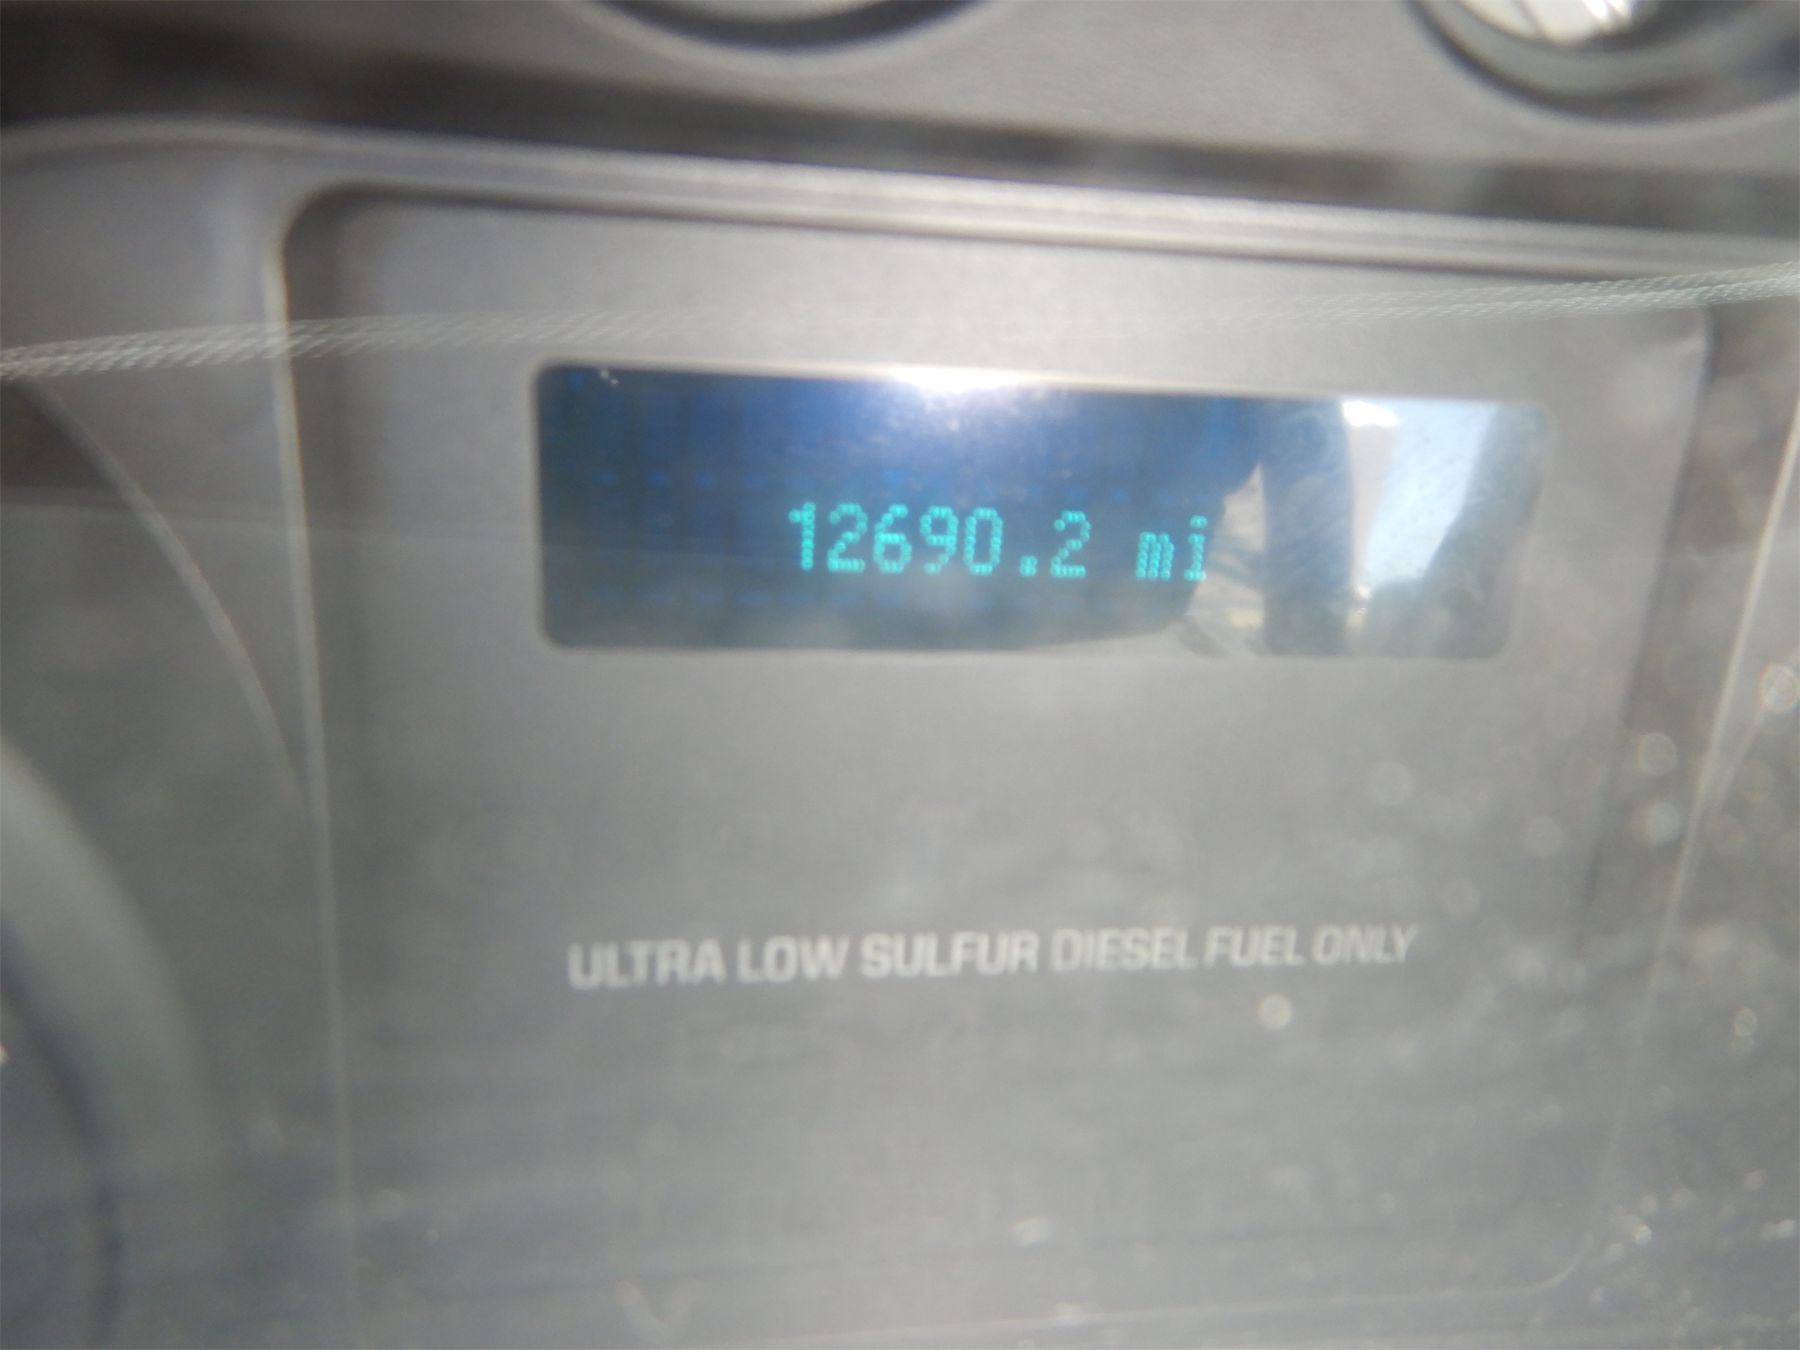 12690.2 mi
ULTRA LOW SULFUR DIESEL FUEL ONLY